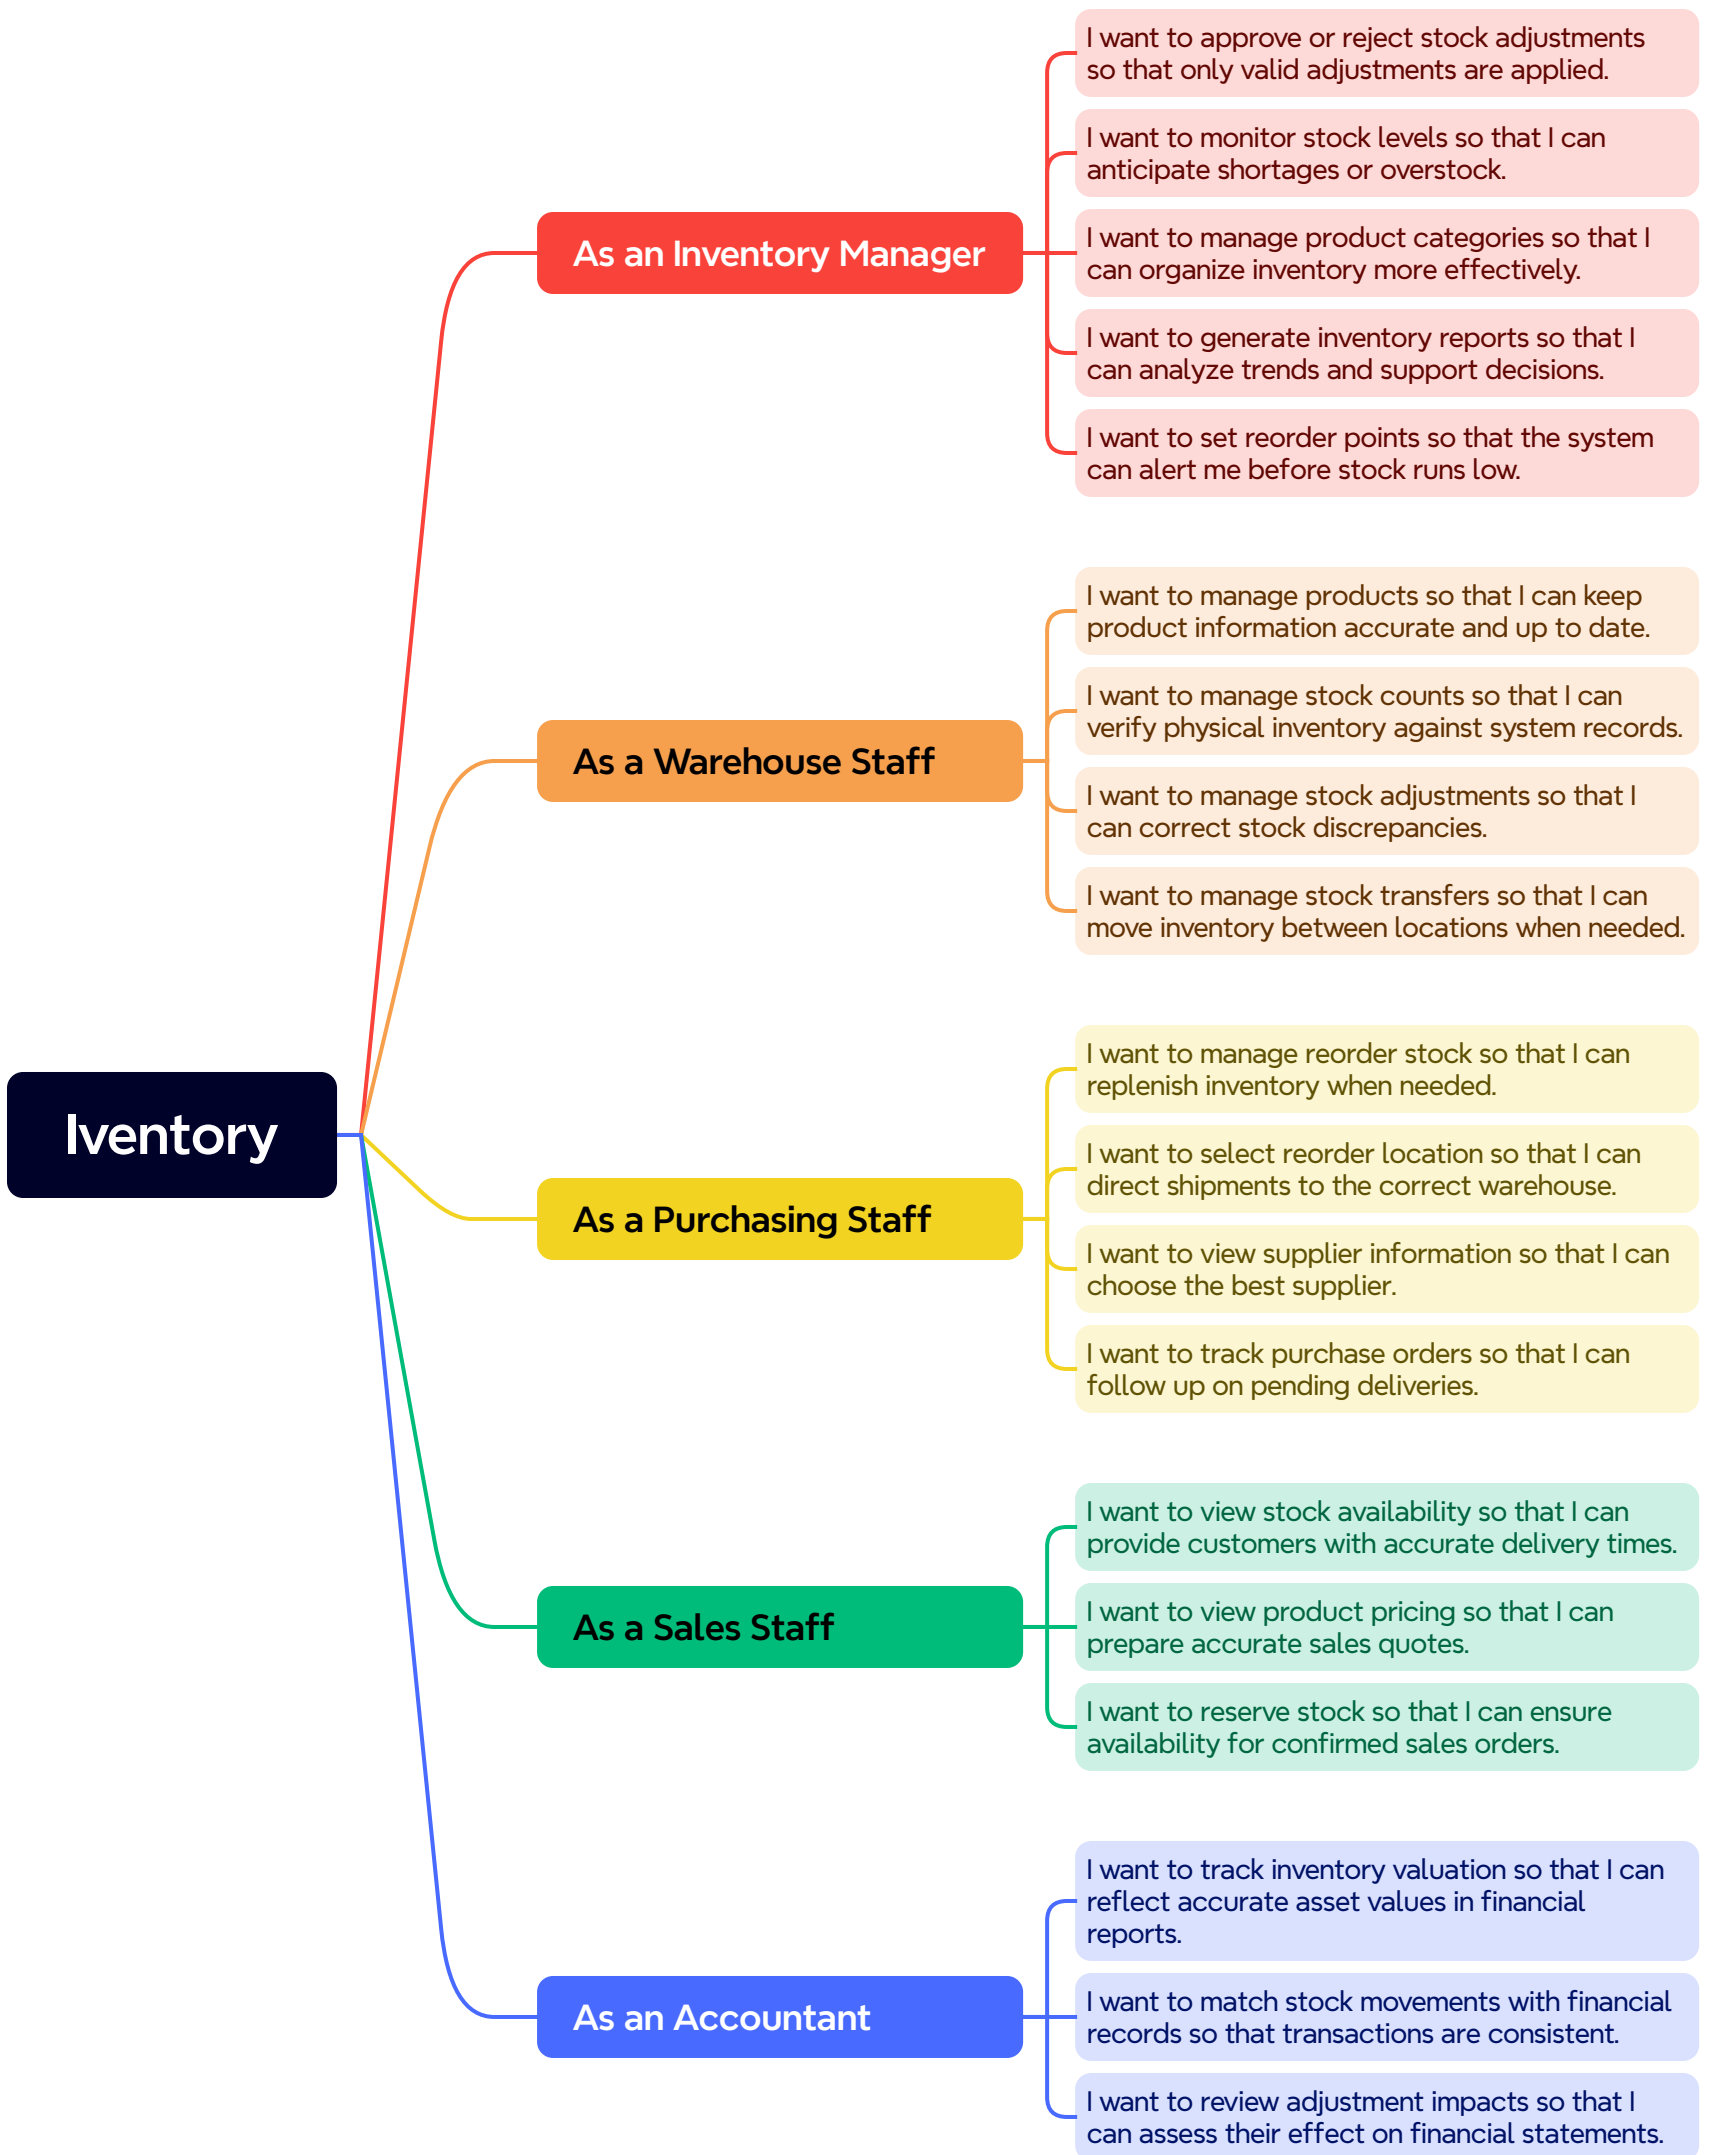 Iventory
As an Inventory Manager
I want to approve or reject stock adjustments
so that only valid adjustments are applied.
I want to monitor stock levels so that I can
anticipate shortages or overstock.
I want to manage product categories so that I
can organize inventory more effectively.
I want to generate inventory reports so that I
can analyze trends and support decisions.
I want to set reorder points so that the system
can alert me before stock runs low.
As a Warehouse Staff
I want to manage products so that I can keep
product information accurate and up to date.
I want to manage stock counts so that I can
verify physical inventory against system records.
I want to manage stock adjustments so that I
can correct stock discrepancies.
I want to manage stock transfers so that I can
move inventory between locations when needed.
As a Purchasing Staff
I want to manage reorder stock so that I can
replenish inventory when needed.
I want to select reorder location so that I can
direct shipments to the correct warehouse.
I want to view supplier information so that I can
choose the best supplier.
I want to track purchase orders so that I can
follow up on pending deliveries.
As a Sales Staff
I want to view stock availability so that I can
provide customers with accurate delivery times.
I want to view product pricing so that I can
prepare accurate sales quotes.
I want to reserve stock so that I can ensure
availability for confirmed sales orders.
As an Accountant
I want to track inventory valuation so that I can
reflect accurate asset values in financial
reports.
I want to match stock movements with financial
records so that transactions are consistent.
I want to review adjustment impacts so that I
can assess their effect on financial statements.